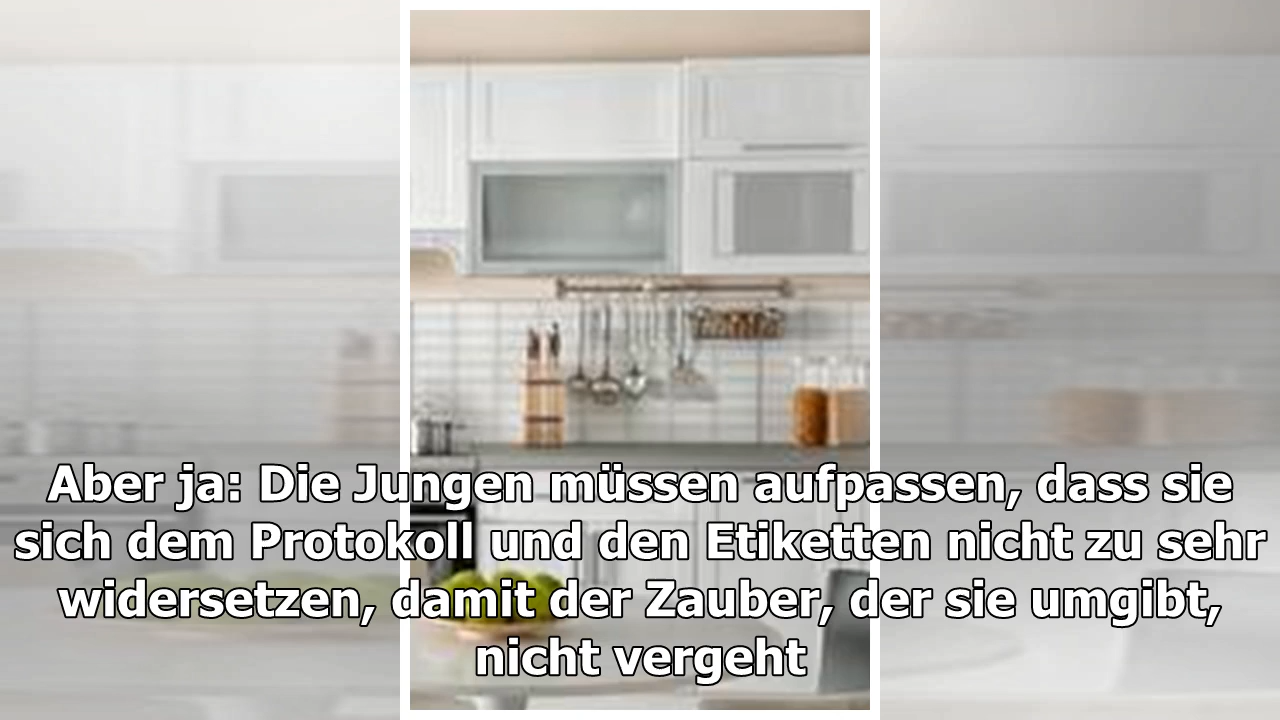 Aber ja: Die Jungen müssen aufpassen, dass sie
sich dem Protokoll und den Etiketten nicht zu sehr
widersetzen, damit der Zauber, der sie umgibt,
nicht vergeht